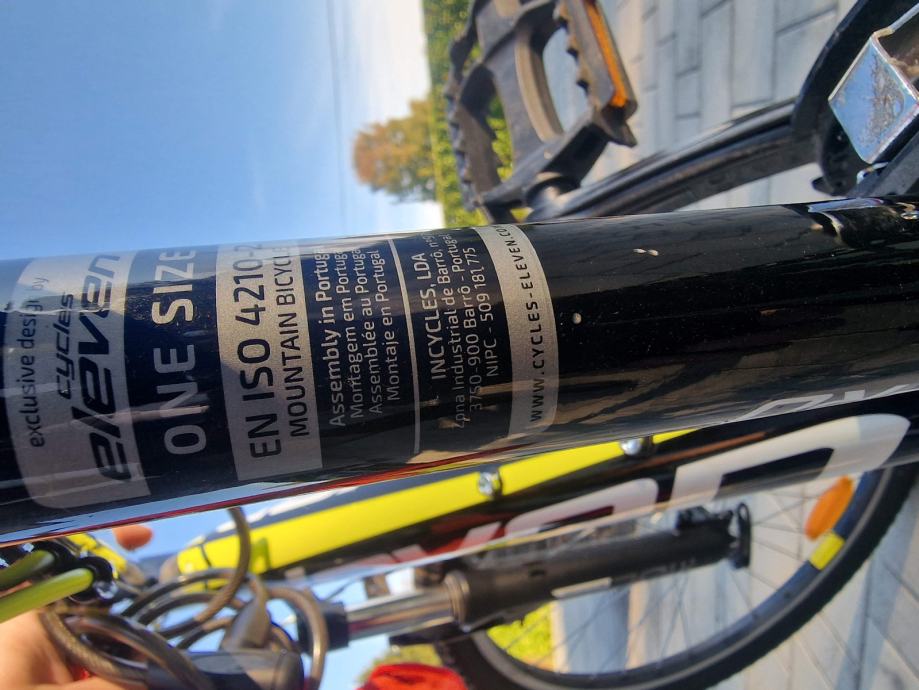 exclusive design by
cycles
eleven
ONE SIZE
EN ISO 4210-2
MOUNTAIN BICYCLE
Assembly in Portugal
Montagem em Portugal
Assemblée au Portugal
Montaje en Portugal
INCYCLES, LDA
Zona Industrial de Barrô,
3750-900 Barrô - Portugal
NIPC - 509 181 775
WWW.CYCLES-ELEVEN.CO